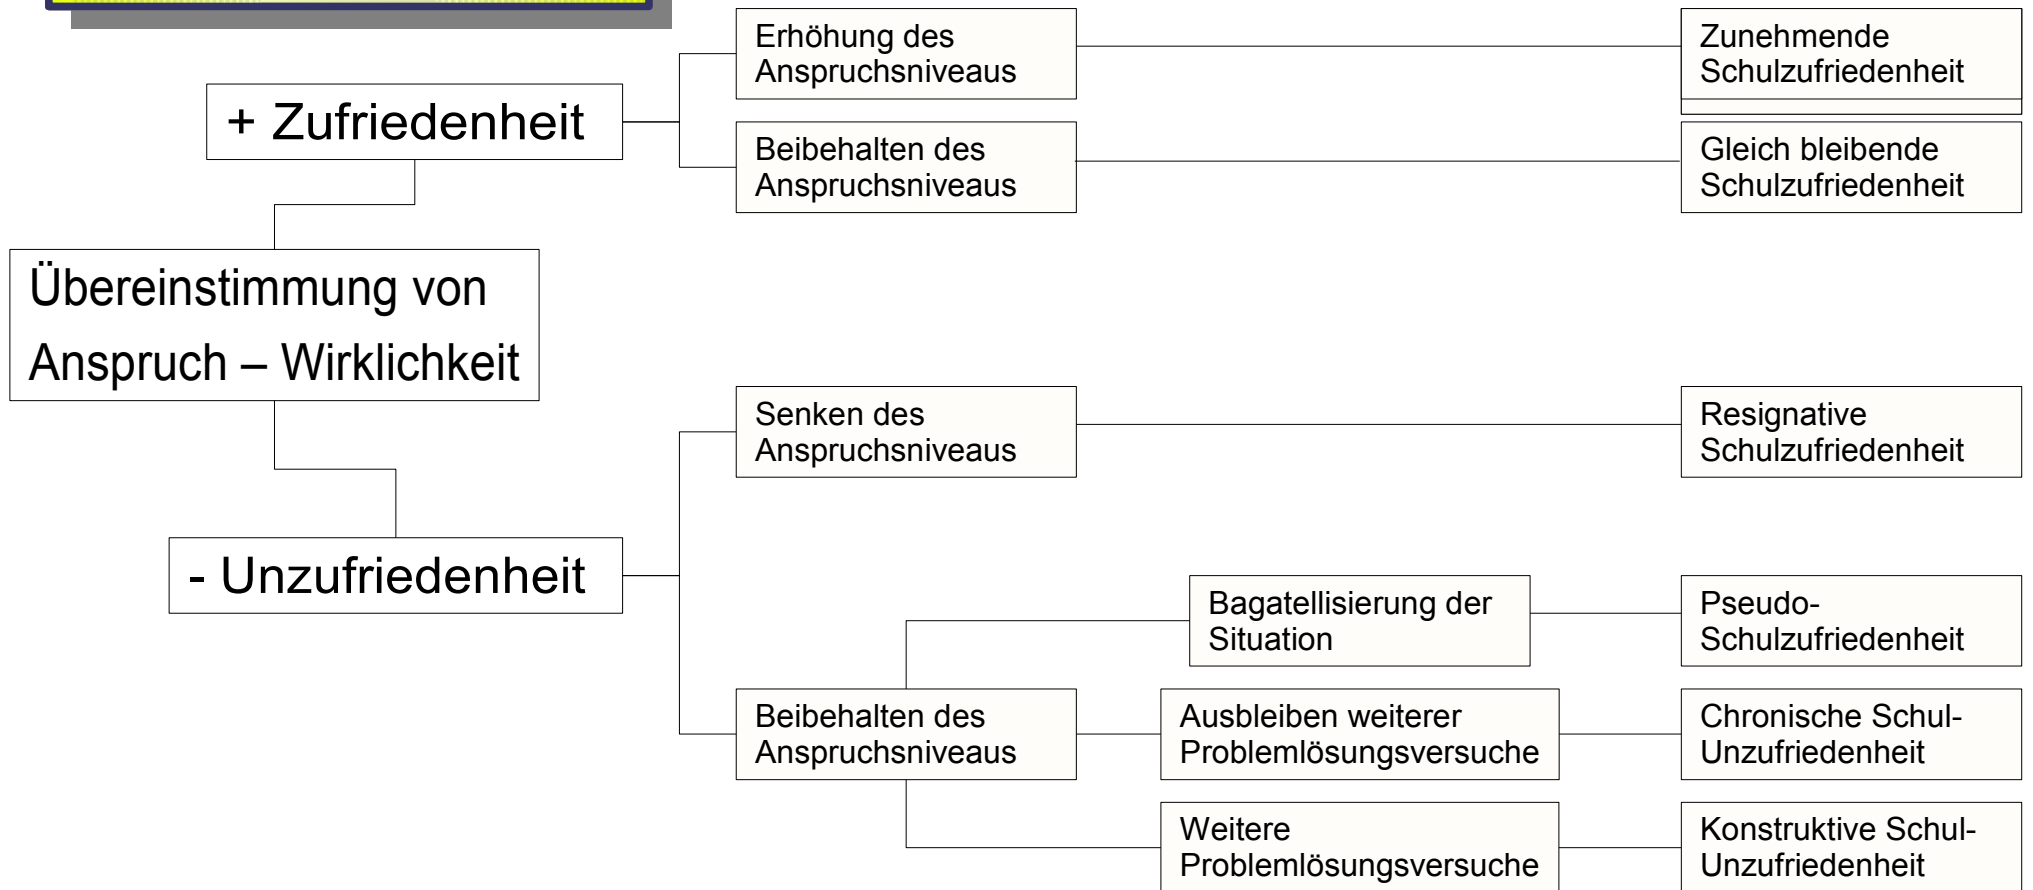 Erhöhung des
Anspruchsniveaus
Zunehmende
Schulzufriedenheit
+ Zufriedenheit
Beibehalten des
Anspruchsniveaus
Gleich bleibende
Schulzufriedenheit
Übereinstimmung von
Anspruch – Wirklichkeit
Senken des
Anspruchsniveaus
Resignative
Schulzufriedenheit
- Unzufriedenheit
Bagatellisierung der
Situation
Pseudo-
Schulzufriedenheit
Beibehalten des
Anspruchsniveaus
Ausbleiben weiterer
Problemlösungsversuche
Chronische Schul-
Unzufriedenheit
Weitere
Problemlösungsversuche
Konstruktive Schul-
Unzufriedenheit